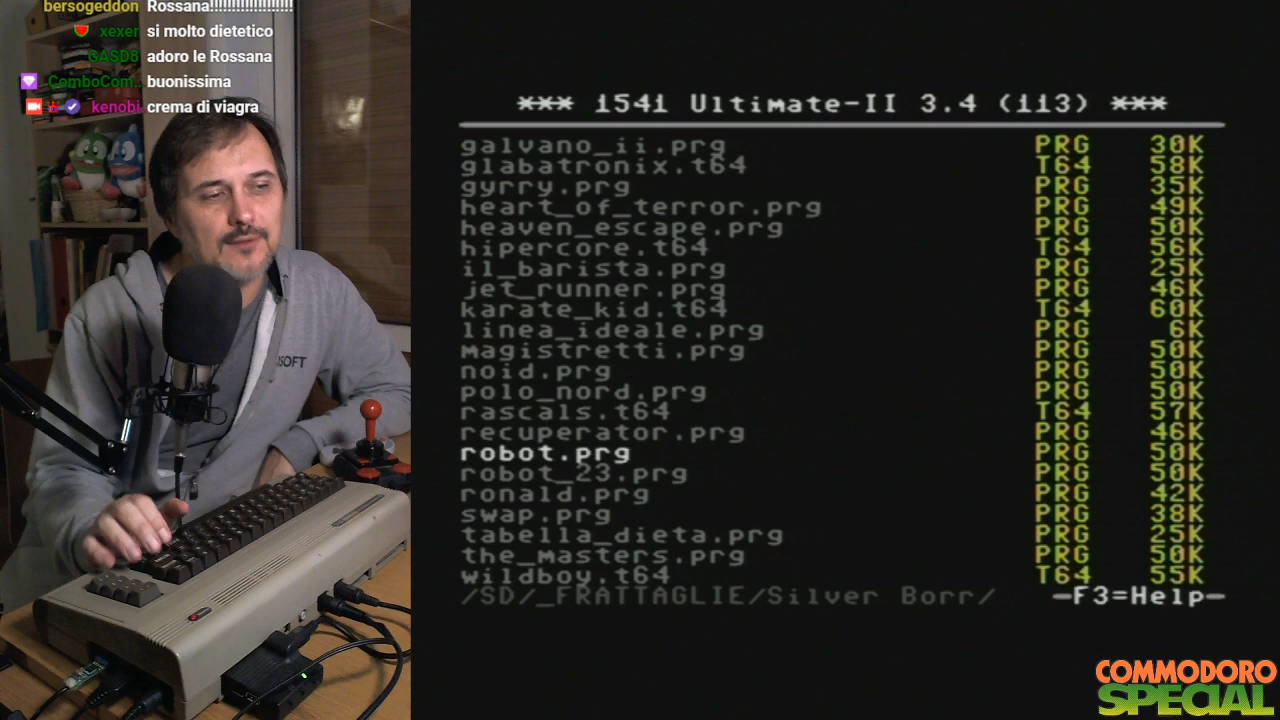 bersogeddon Rossana!!!!!!!!!!!!!!!!!!!
xexer si molto dietetico
GASD8 adoro le Rossana
ComboCom.. buonissima
kenobi crema di viagra
*** 1541 Ultimate-II 3.4 (113) ***
galvano_ii.prg PRG 30K
glabatronix.t64 T64 58K
gyrry.prg PRG 35K
heart_of_terror.prg PRG 49K
heaven_escape.prg PRG 50K
hipercore.t64 T64 56K
il_barista.prg PRG 25K
jet_runner.prg PRG 46K
karate_kid.t64 T64 60K
linea_ideale.prg PRG 6K
magistretti.prg PRG 50K
noid.prg PRG 50K
polo_nord.prg PRG 50K
rascals.t64 T64 57K
recuperator.prg PRG 46K
robot.prg PRG 50K
robot_23.prg PRG 50K
ronald.prg PRG 42K
swap.prg PRG 38K
tabella_dieta.prg PRG 25K
the_masters.prg PRG 50K
wildboy.t64 T64 55K
/SD/_FRATTAGLIE/Silver Borr/ F3=Help
COMMODORO
SPECIAL